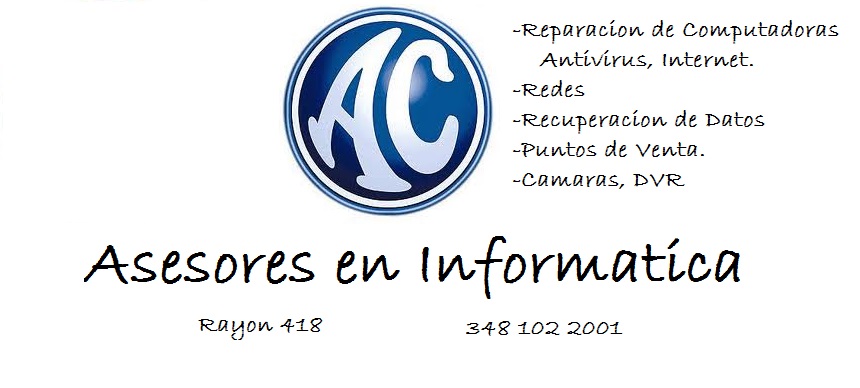 AC
-Reparacion de Computadoras
Antivirus, Internet.
-Redes
-Recuperacion de Datos
-Puntos de Venta.
-Camaras, DVR
Asesores en Informatica
Rayon 418
348 102 2001